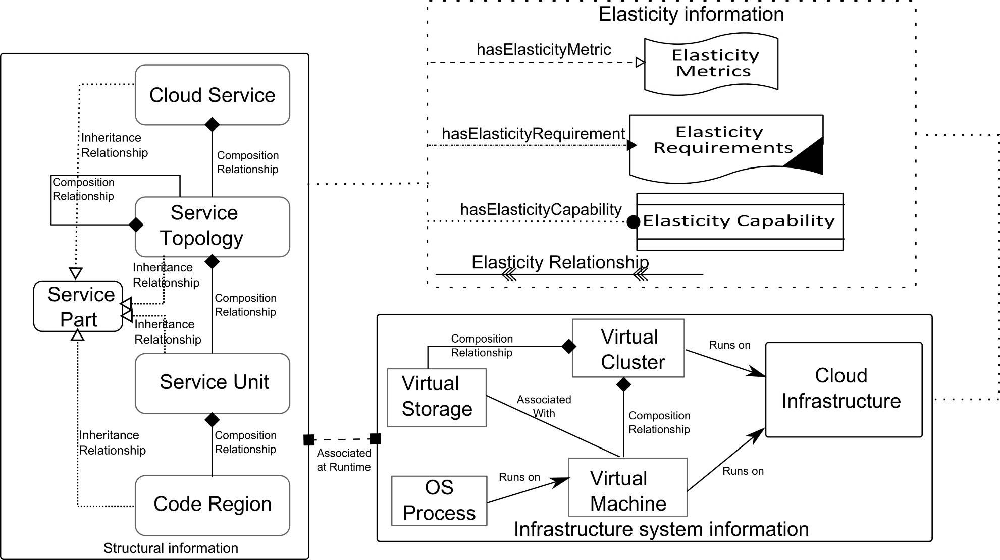 Elasticity information
hasElasticityMetric
Elasticity
Metrics
hasElasticityRequirement
Elasticity
Requirements
hasElasticityCapability
Elasticity Capability
Elasticity Relationship
Cloud Service
Inheritance
Relationship
Composition
Relationship
Composition
Relationship
Service
Topology
Inheritance
Relationship
Composition
Relationship
Service
Part
Inheritance
Relationship
Service Unit
Inheritance
Relationship
Composition
Relationship
Code Region
Structural information
Associated
at Runtime
Composition
Relationship
Virtual
Cluster
Runs on
Cloud
Infrastructure
Virtual
Storage
Associated
With
Composition
Relationship
Runs on
OS
Process
Runs on
Virtual
Machine
Infrastructure system information